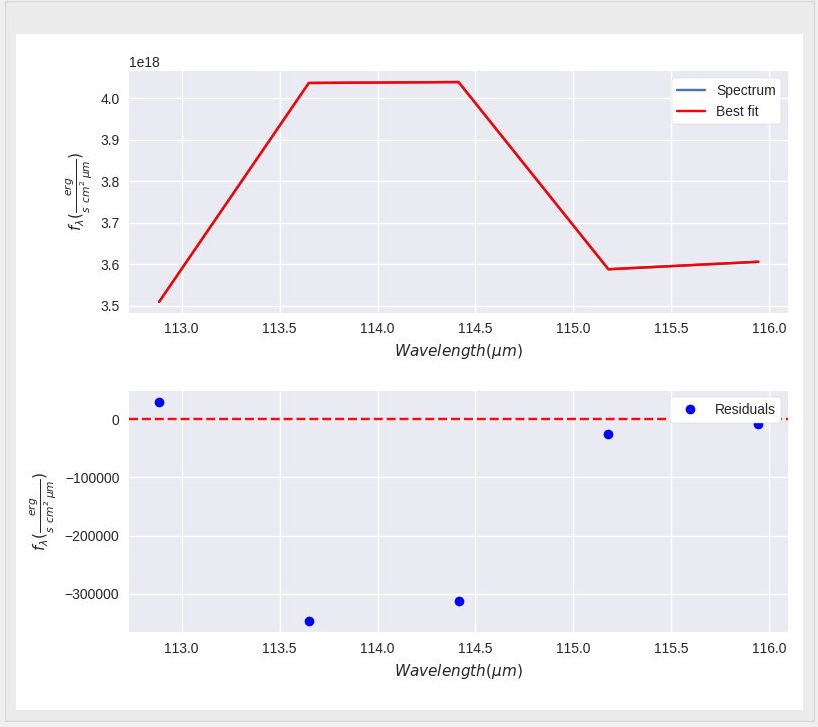 1e18
4.0
3.9
3.8
3.7
3.6
3.5
f_λ(erg / s cm² μm)
Spectrum
Best fit
113.0 113.5 114.0 114.5 115.0 115.5 116.0
Wavelength(μm)
0
−100000
−200000
−300000
f_λ(erg / s cm² μm)
Residuals
113.0 113.5 114.0 114.5 115.0 115.5 116.0
Wavelength(μm)